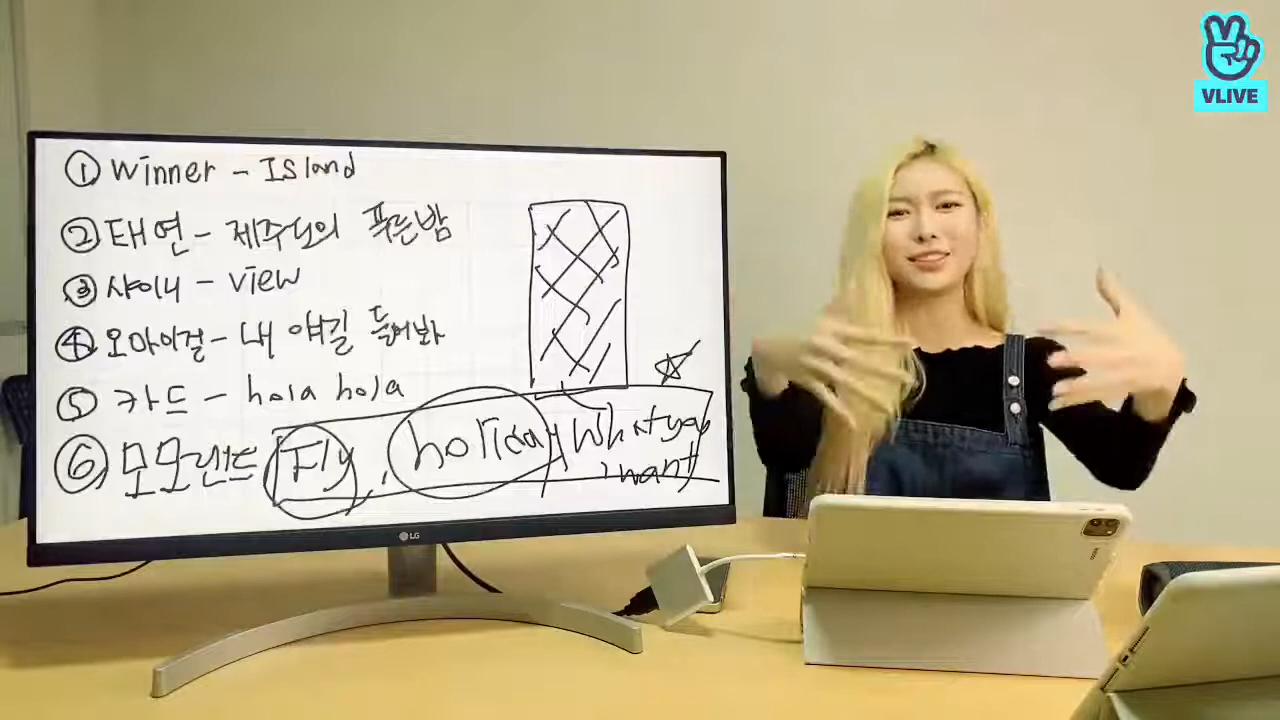 VLIVE
① Winner - Island
② 태연 - 제주도의 푸른밤
③ 샤이니 - view
④ 오마이걸 - 내 얘길 들어봐
⑤ 카드 - hola hola
⑥ 모모랜드 Fly, holiday, What you
want
LG